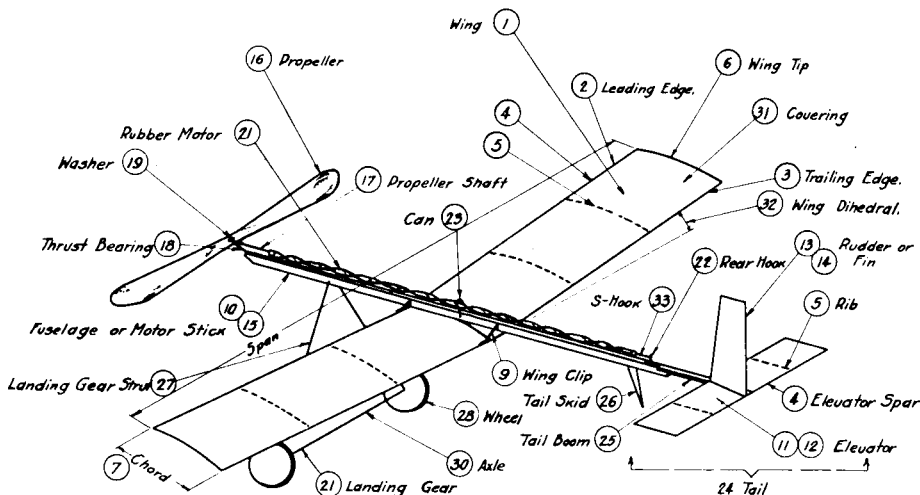 Wing 1
16 Propeller
6 Wing Tip
2 Leading Edge.
Rubber Motor 21
4
31 Covering
5
Washer 19
17 Propeller Shaft
3 Trailing Edge.
Can 23
32 Wing Dihedral.
Thrust Bearing 18
13 Rudder or
14 Fin
22 Rear Hook
S-Hook 33
5 Rib
10
Fuselage or Motor Stick 15
Span
Landing Gear Strut 27
9 Wing Clip
Tail Skid 26
28 Wheel
4 Elevator Spar
Tail Boom 25
11 12 Elevator
7 Chord
30 Axle
21 Landing Gear
24 Tail